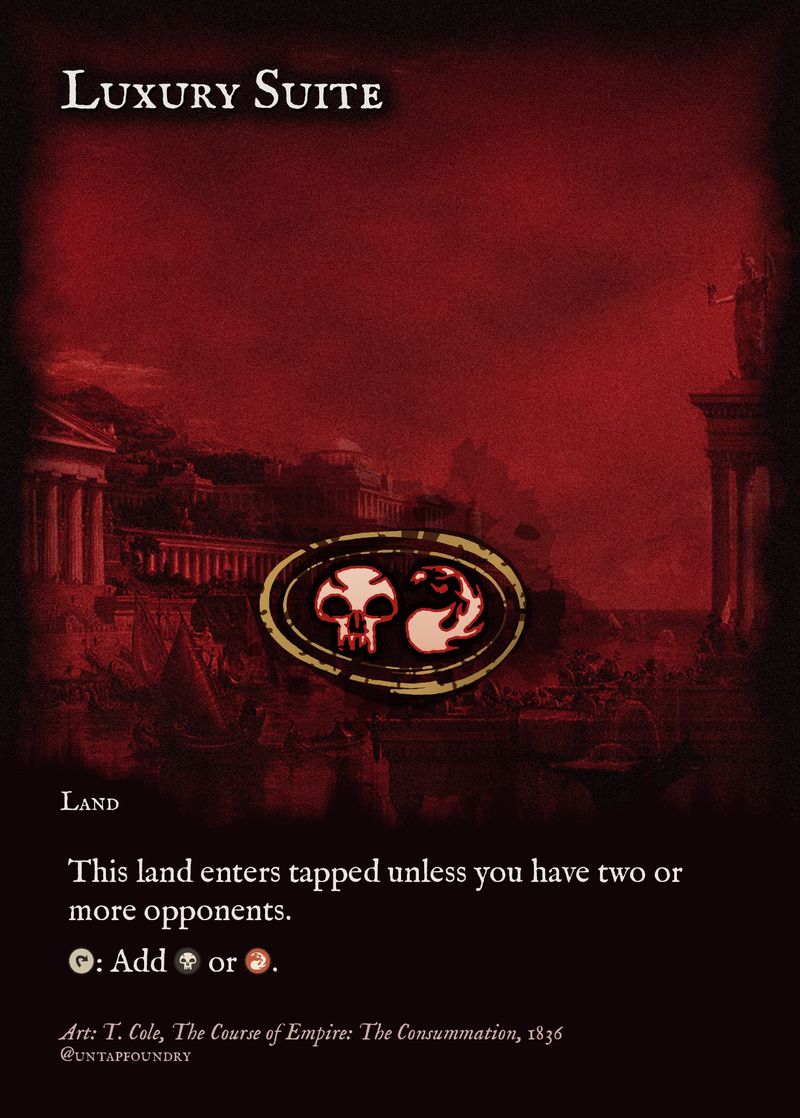 Luxury Suite
Land
This land enters tapped unless you have two or
more opponents.
: Add or .
Art: T. Cole, The Course of Empire: The Consummation, 1836
@untapfoundry